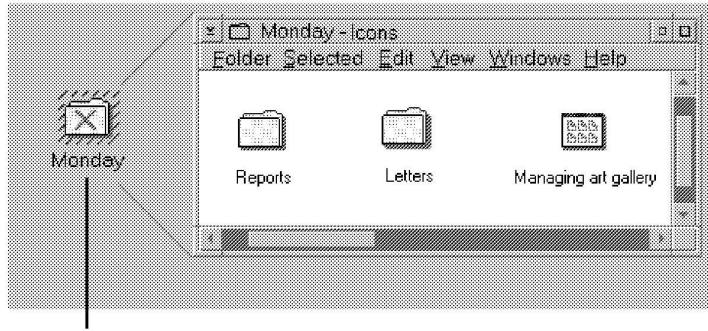 Monday - icons
Folder Selected Edit View Windows Help
Monday
Reports Letters Managing art gallery